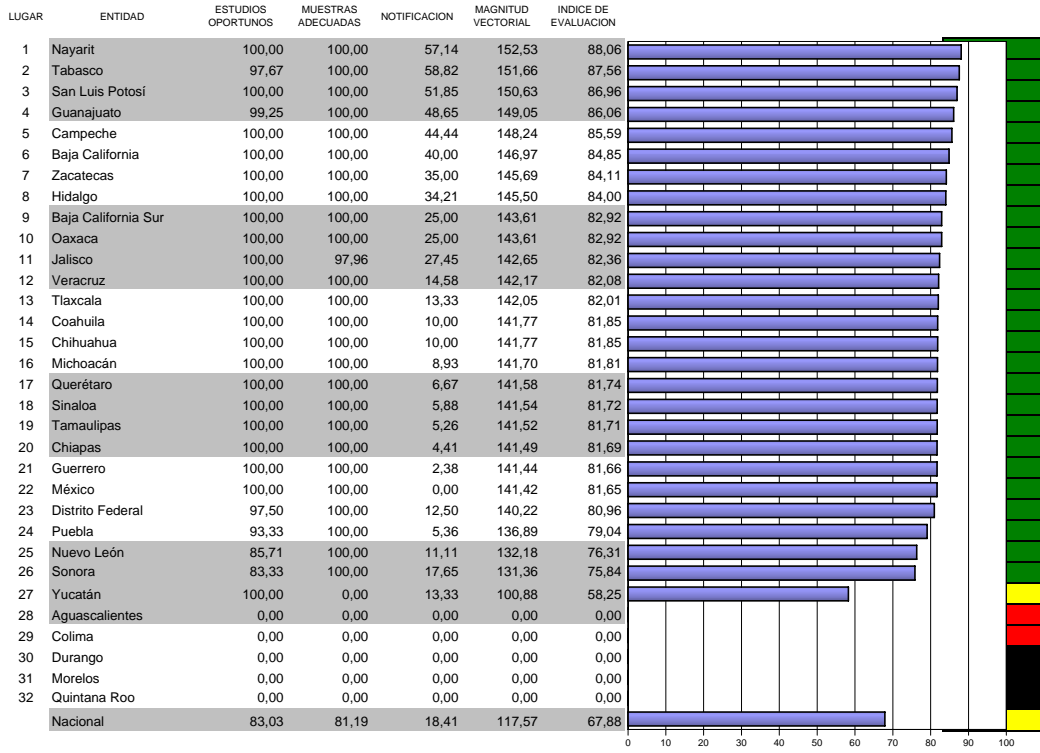 LUGAR ENTIDAD ESTUDIOS OPORTUNOS MUESTRAS ADECUADAS NOTIFICACION MAGNITUD VECTORIAL INDICE DE EVALUACION
1 Nayarit 100,00 100,00 57,14 152,53 88,06
2 Tabasco 97,67 100,00 58,82 151,66 87,56
3 San Luis Potosí 100,00 100,00 51,85 150,63 86,96
4 Guanajuato 99,25 100,00 48,65 149,05 86,06
5 Campeche 100,00 100,00 44,44 148,24 85,59
6 Baja California 100,00 100,00 40,00 146,97 84,85
7 Zacatecas 100,00 100,00 35,00 145,69 84,11
8 Hidalgo 100,00 100,00 34,21 145,50 84,00
9 Baja California Sur 100,00 100,00 25,00 143,61 82,92
10 Oaxaca 100,00 100,00 25,00 143,61 82,92
11 Jalisco 100,00 97,96 27,45 142,65 82,36
12 Veracruz 100,00 100,00 14,58 142,17 82,08
13 Tlaxcala 100,00 100,00 13,33 142,05 82,01
14 Coahuila 100,00 100,00 10,00 141,77 81,85
15 Chihuahua 100,00 100,00 10,00 141,77 81,85
16 Michoacán 100,00 100,00 8,93 141,70 81,81
17 Querétaro 100,00 100,00 6,67 141,58 81,74
18 Sinaloa 100,00 100,00 5,88 141,54 81,72
19 Tamaulipas 100,00 100,00 5,26 141,52 81,71
20 Chiapas 100,00 100,00 4,41 141,49 81,69
21 Guerrero 100,00 100,00 2,38 141,44 81,66
22 México 100,00 100,00 0,00 141,42 81,65
23 Distrito Federal 97,50 100,00 12,50 140,22 80,96
24 Puebla 93,33 100,00 5,36 136,89 79,04
25 Nuevo León 85,71 100,00 11,11 132,18 76,31
26 Sonora 83,33 100,00 17,65 131,36 75,84
27 Yucatán 100,00 0,00 13,33 100,88 58,25
28 Aguascalientes 0,00 0,00 0,00 0,00 0,00
29 Colima 0,00 0,00 0,00 0,00 0,00
30 Durango 0,00 0,00 0,00 0,00 0,00
31 Morelos 0,00 0,00 0,00 0,00 0,00
32 Quintana Roo 0,00 0,00 0,00 0,00 0,00
Nacional 83,03 81,19 18,41 117,57 67,88
0 10 20 30 40 50 60 70 80 90 100